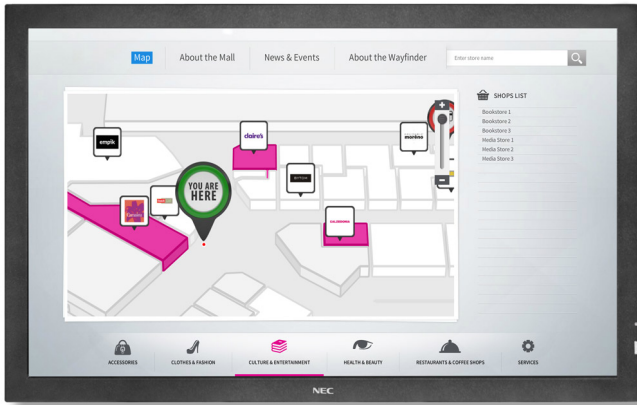 Map
About the Mall
News & Events
About the Wayfinder
Enter store name
SHOPS LIST
Bookstore 1
Bookstore 2
Bookstore 3
Media Store 1
Media Store 2
Media Store 3
empik
claire's
moreno
YOU ARE
HERE
ACCESSORIES
CLOTHES & FASHION
CULTURE & ENTERTAINMENT
HEALTH & BEAUTY
RESTAURANTS & COFFEE SHOPS
SERVICES
NEC